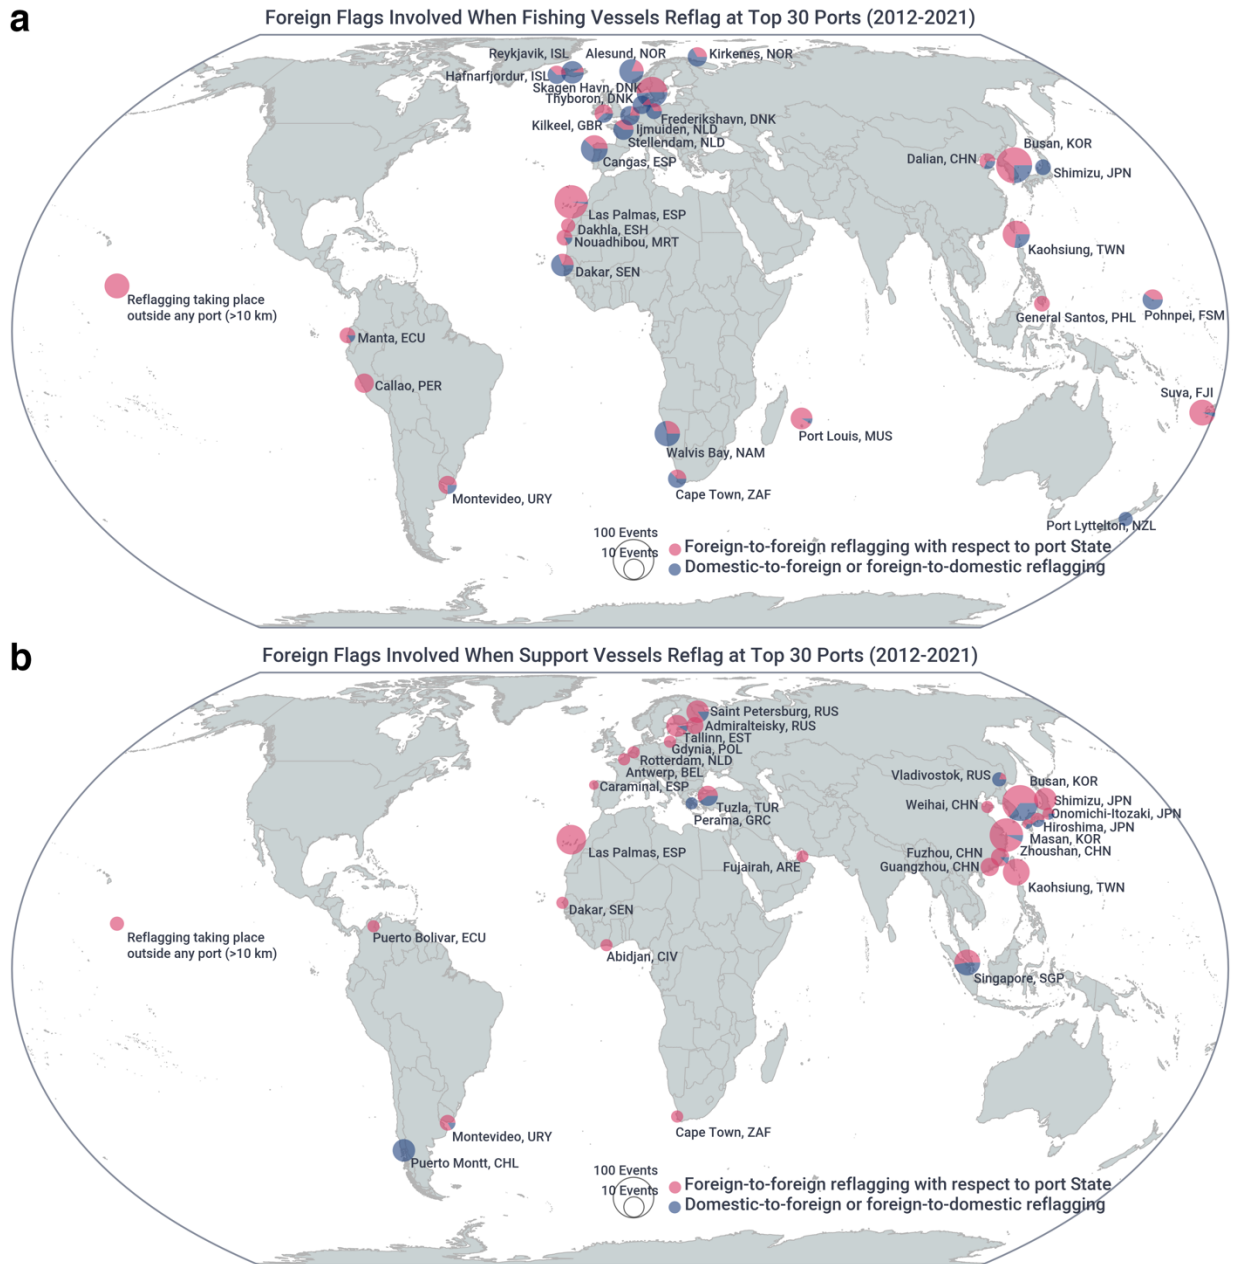 a
Foreign Flags Involved When Fishing Vessels Reflag at Top 30 Ports (2012-2021)
Reykjavik, ISL
Alesund, NOR
Kirkenes, NOR
Hafnarfjordur, ISL
Skagen Havn, DNK
Thyboron, DNK
Frederikshavn, DNK
Kilkeel, GBR
Ijmuiden, NLD
Stellendam, NLD
Cangas, ESP
Busan, KOR
Dalian, CHN
Shimizu, JPN
Las Palmas, ESP
Dakhla, ESH
Nouadhibou, MRT
Kaohsiung, TWN
Dakar, SEN
Reflagging taking place
outside any port (>10 km)
General Santos, PHL
Pohnpei, FSM
Manta, ECU
Callao, PER
Suva, FJI
Port Louis, MUS
Walvis Bay, NAM
Cape Town, ZAF
Montevideo, URY
Port Lyttelton, NZL
100 Events
10 Events
Foreign-to-foreign reflagging with respect to port State
Domestic-to-foreign or foreign-to-domestic reflagging
b
Foreign Flags Involved When Support Vessels Reflag at Top 30 Ports (2012-2021)
Saint Petersburg, RUS
Admiralteisky, RUS
Tallinn, EST
Gdynia, POL
Rotterdam, NLD
Antwerp, BEL
Caraminal, ESP
Tuzla, TUR
Perama, GRC
Vladivostok, RUS
Busan, KOR
Weihai, CHN
Shimizu, JPN
Onomichi-Itozaki, JPN
Hiroshima, JPN
Masan, KOR
Zhoushan, CHN
Fuzhou, CHN
Guangzhou, CHN
Kaohsiung, TWN
Las Palmas, ESP
Fujairah, ARE
Dakar, SEN
Reflagging taking place
outside any port (>10 km)
Puerto Bolivar, ECU
Abidjan, CIV
Singapore, SGP
Cape Town, ZAF
Montevideo, URY
Puerto Montt, CHL
100 Events
10 Events
Foreign-to-foreign reflagging with respect to port State
Domestic-to-foreign or foreign-to-domestic reflagging